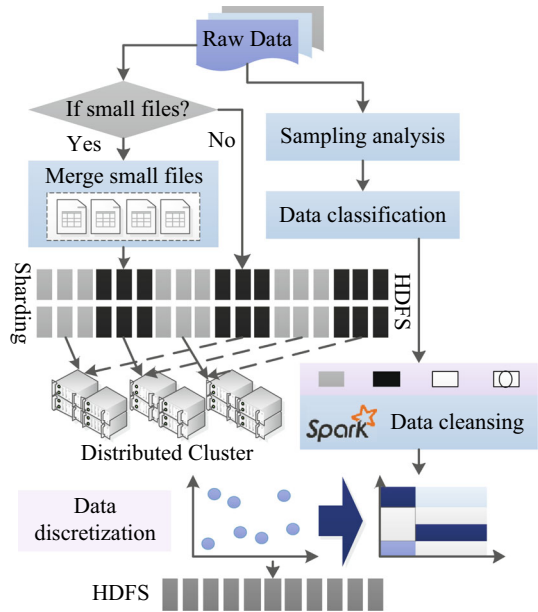 Raw Data
If small files?
Yes
No
Sampling analysis
Merge small files
Data classification
Sharding
HDFS
Distributed Cluster
Spark
Data cleansing
Data
discretization
HDFS